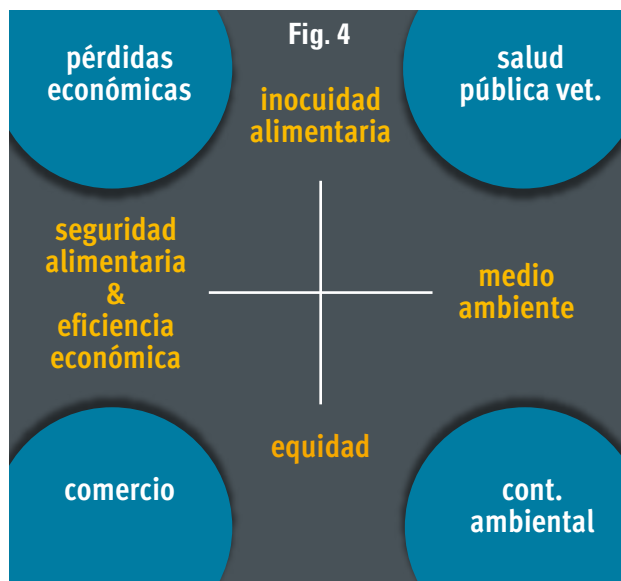 Fig. 4
pérdidas
económicas
inocuidad
alimentaria
salud
pública vet.
seguridad
alimentaria
&
eficiencia
económica
medio
ambiente
equidad
comercio
cont.
ambiental